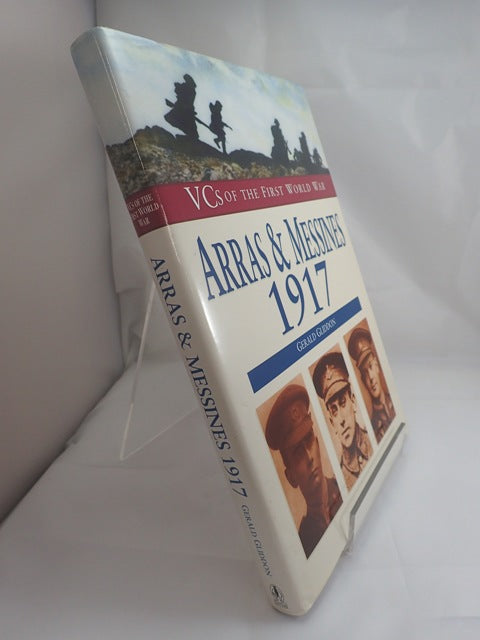 VCS OF THE FIRST WORLD WAR
ARRAS & MESSINES
1917
GERALD GLIDDON
VCS OF THE
FIRST WORLD
WAR
ARRAS & MESSINES 1917
GERALD GLIDDON